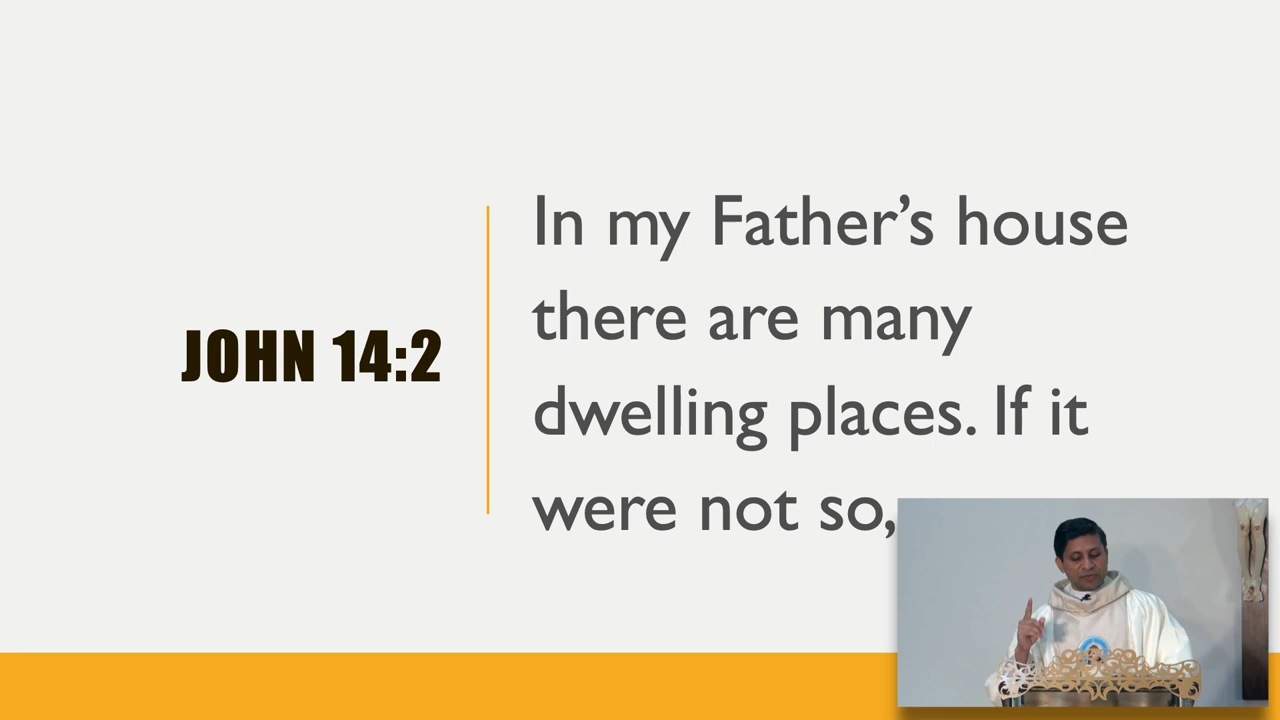 JOHN 14:2
In my Father’s house
there are many
dwelling places. If it
were not so,